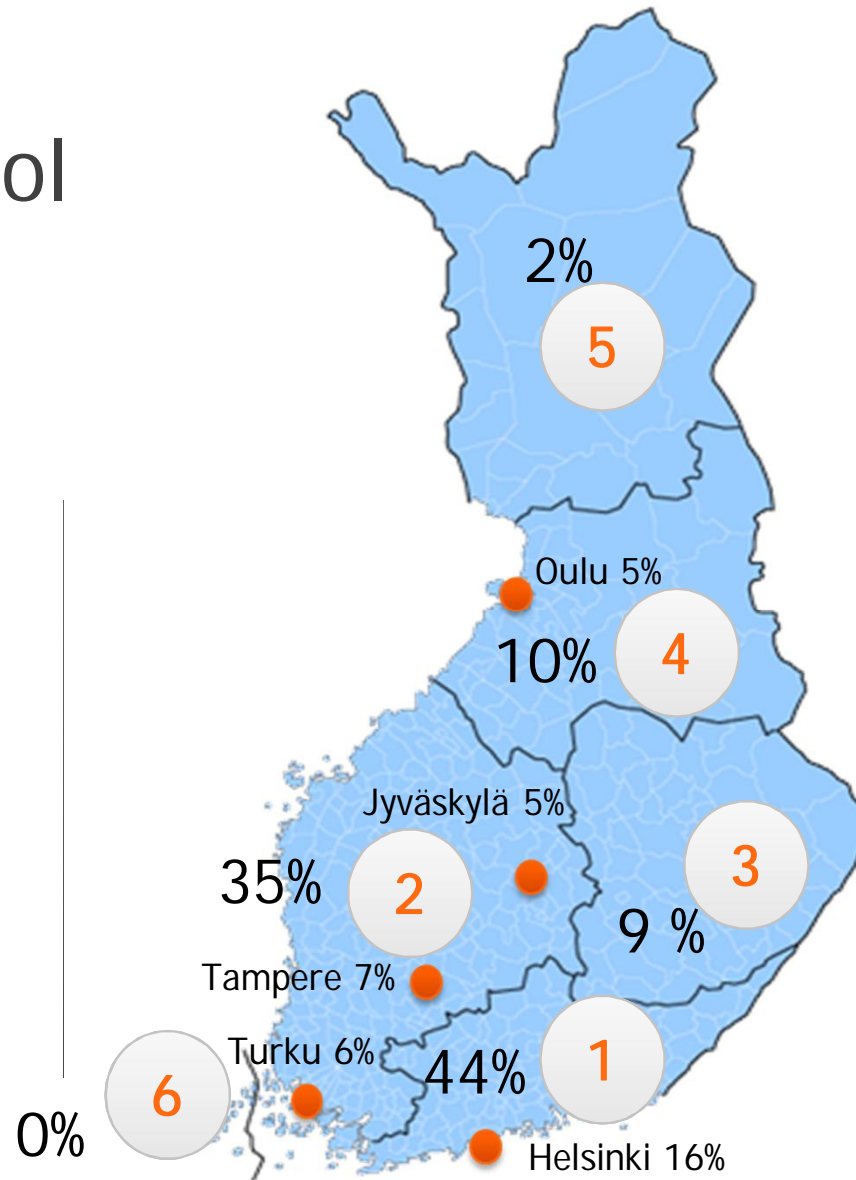 ol
2%
5
Oulu 5%
10%
4
Jyväskylä 5%
35%
2
3
9 %
Tampere 7%
Turku 6%
44%
1
6
0%
Helsinki 16%